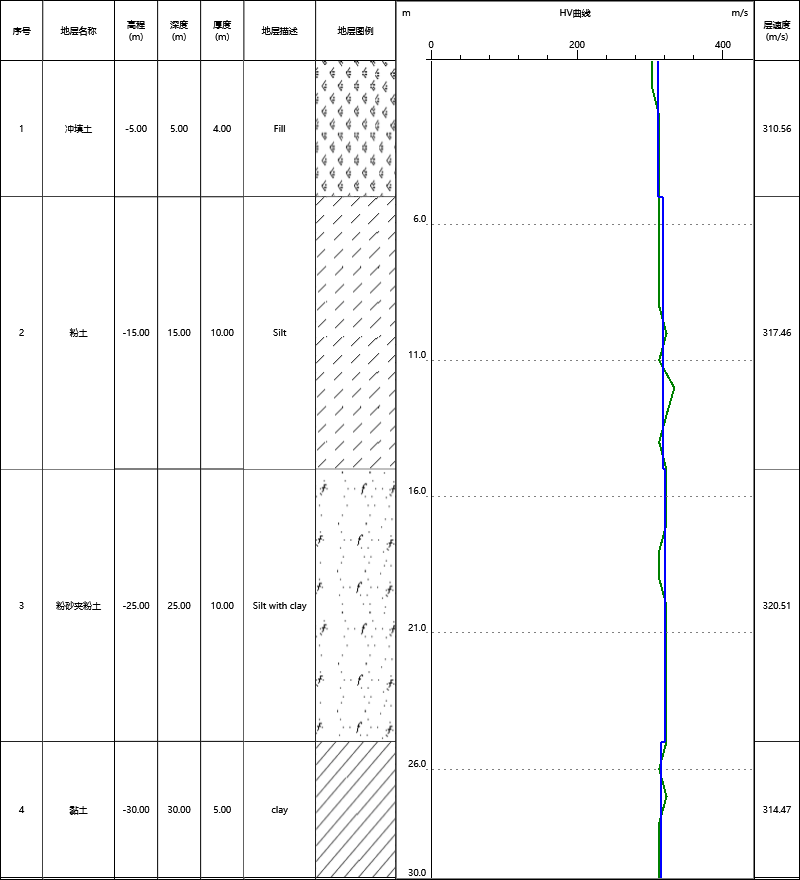 序号 地层名称 高程 (m) 深度 (m) 厚度 (m) 地层描述 地层图例
m HV曲线 m/s
0 200 400
层速度 (m/s)
1 冲填土 -5.00 5.00 4.00 Fill 310.56
6.0
2 粉土 -15.00 15.00 10.00 Silt 317.46
11.0
16.0
3 粉砂夹粉土 -25.00 25.00 10.00 Silt with clay 320.51
21.0
26.0
4 黏土 -30.00 30.00 5.00 clay 314.47
30.0